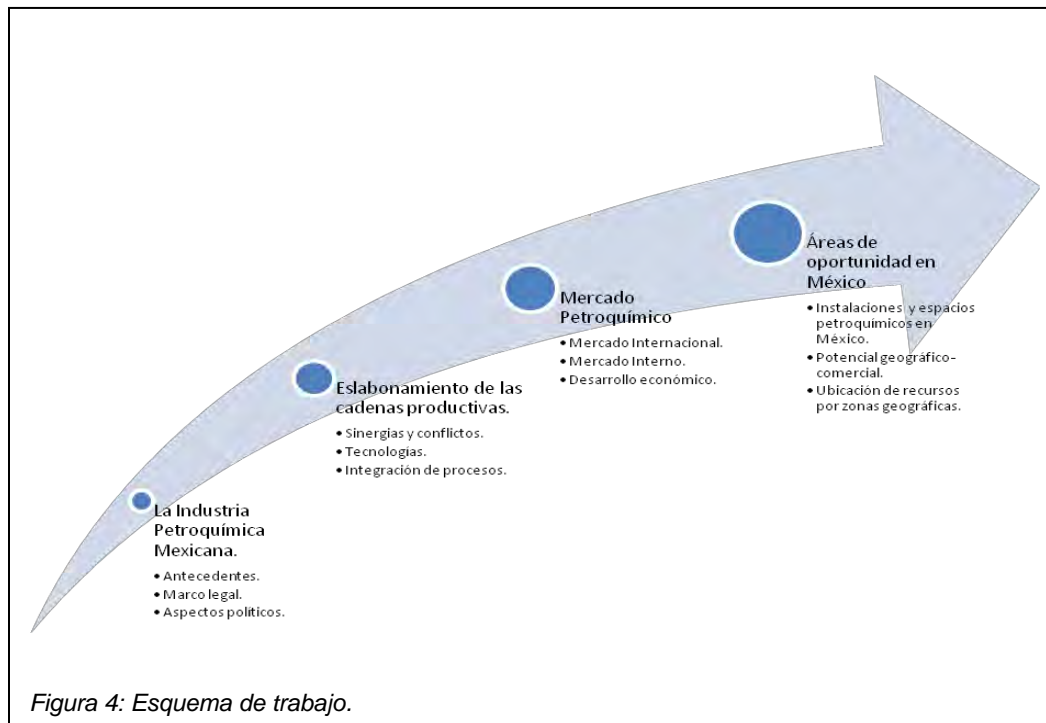 La Industria
Petroquímica
Mexicana.
• Antecedentes.
• Marco legal.
• Aspectos políticos.
Eslabonamiento de las
cadenas productivas.
• Sinergias y conflictos.
• Tecnologías.
• Integración de procesos.
Mercado
Petroquímico
• Mercado Internacional.
• Mercado Interno.
• Desarrollo económico.
Áreas de
oportunidad en
México
• Instalaciones y espacios
petroquímicos en
México.
• Potencial geográfico-
comercial.
• Ubicación de recursos
por zonas geográficas.
Figura 4: Esquema de trabajo.